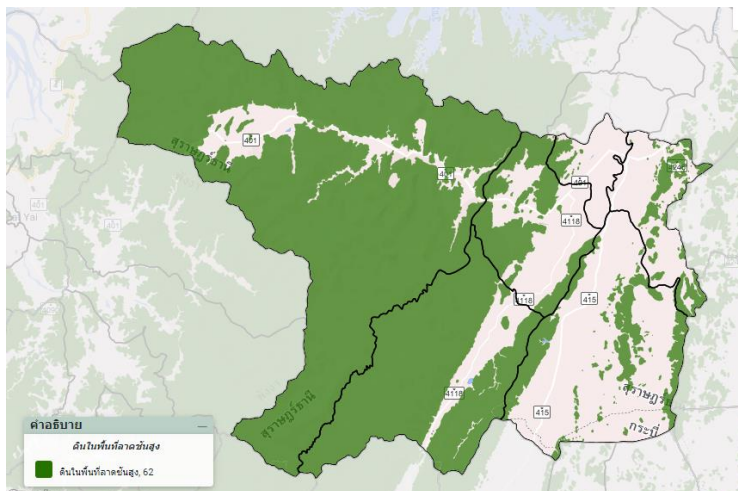 401
สุราษฎร์ธานี
401
401
401
4118
4118
415
4118
415
สุราษฎร์ธานี
สุราษฎร์
กระบี่
คำอธิบาย
ดินในพื้นที่ลาดชันสูง
ดินในพื้นที่ลาดชันสูง, 62